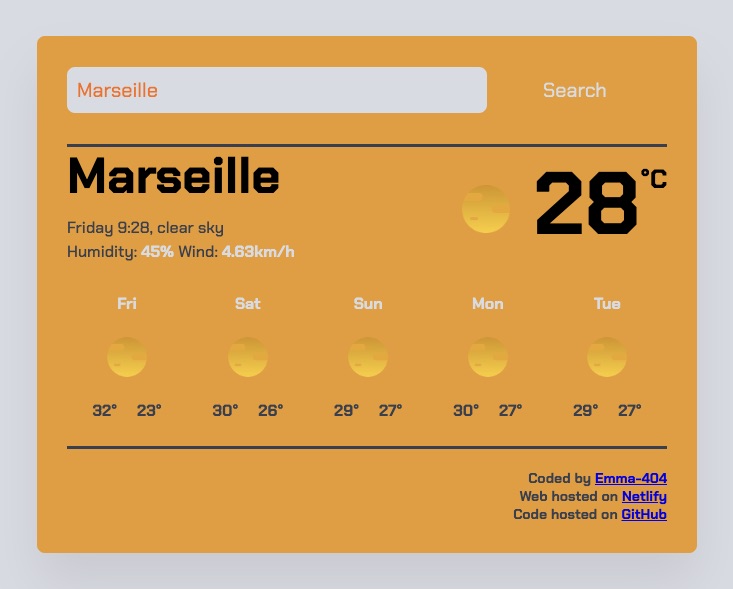 Marseille Search
Marseille
28°C
Friday 9:28, clear sky
Humidity: 45% Wind: 4.63km/h
Fri Sat Sun Mon Tue
32° 23° 30° 26° 29° 27° 30° 27° 29° 27°
Coded by Emma-404
Web hosted on Netlify
Code hosted on GitHub